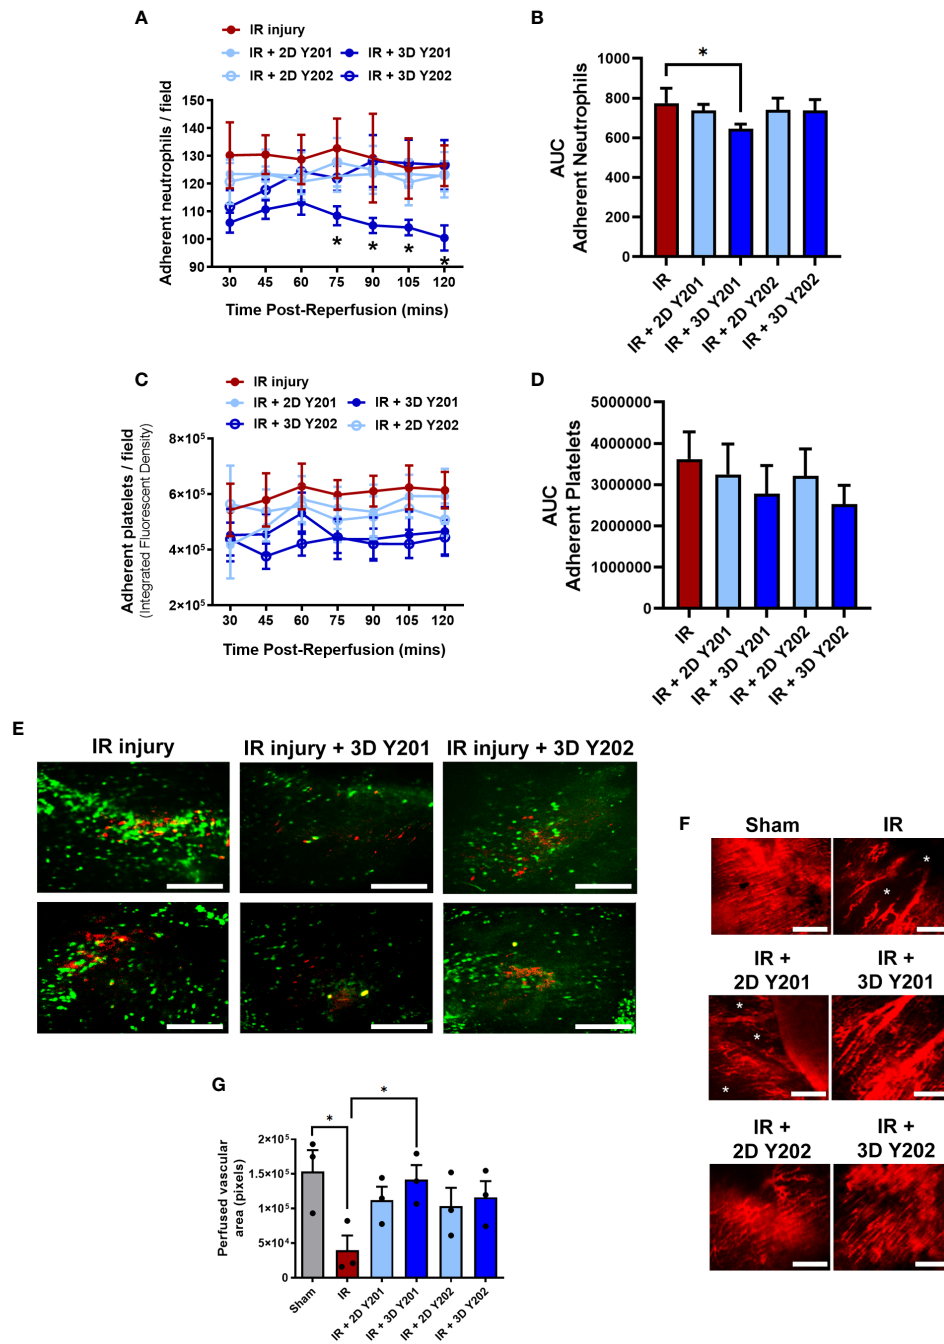 A
IR injury
IR + 2D Y201
IR + 3D Y201
IR + 2D Y202
IR + 3D Y202
Adherent neutrophils / field
150
140
130
120
110
100
90
* * * *
30 45 60 75 90 105 120
Time Post-Reperfusion (mins)
B
AUC
Adherent Neutrophils
1000
800
600
400
200
0
*
IR
IR + 2D Y201
IR + 3D Y201
IR + 2D Y202
IR + 3D Y202
C
IR injury
IR + 2D Y201
IR + 3D Y201
IR + 3D Y202
IR + 2D Y202
Adherent platelets / field
(Integrated Fluorescent Density)
8×10⁵
6×10⁵
4×10⁵
2×10⁵
30 45 60 75 90 105 120
Time Post-Reperfusion (mins)
D
AUC
Adherent Platelets
5000000
4000000
3000000
2000000
1000000
0
IR
IR + 2D Y201
IR + 3D Y201
IR + 2D Y202
IR + 3D Y202
E
IR injury
IR injury + 3D Y201
IR injury + 3D Y202
F
Sham
IR
* *
IR +
2D Y201
IR +
3D Y201
* * *
IR +
2D Y202
IR +
3D Y202
G
Perfused vascular
area (pixels)
2×10⁵
1.5×10⁵
1×10⁵
5×10⁴
0
* *
Sham
IR
IR + 2D Y201
IR + 3D Y201
IR + 2D Y202
IR + 3D Y202